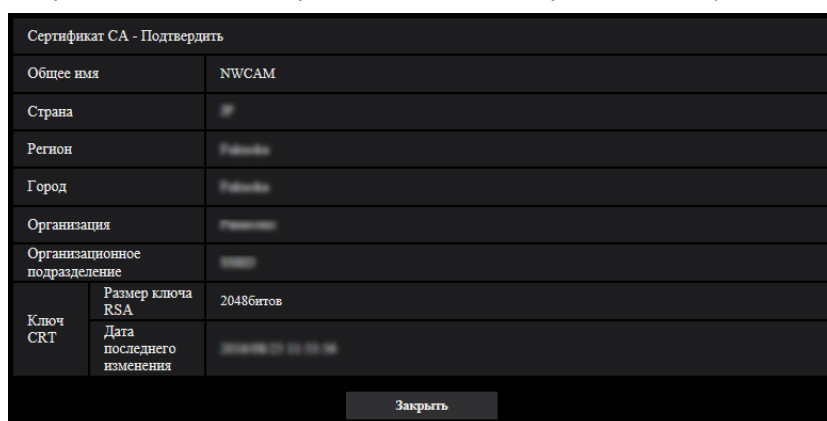 Сертификат CA - Подтвердить
Общее имя NWCAM
Страна
Регион
Город
Организация
Организационное
подразделение
Ключ
CRT
Размер ключа
RSA
2048битов
Дата
последнего
изменения
Закрыть